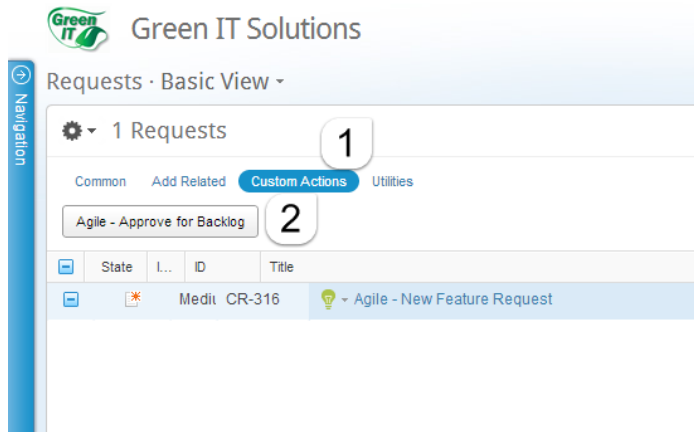 Green IT
Green IT Solutions
Navigation
Requests · Basic View
1 Requests
1
Common Add Related Custom Actions Utilities
Agile - Approve for Backlog
2
State I... ID Title
Mediu CR-316 Agile - New Feature Request